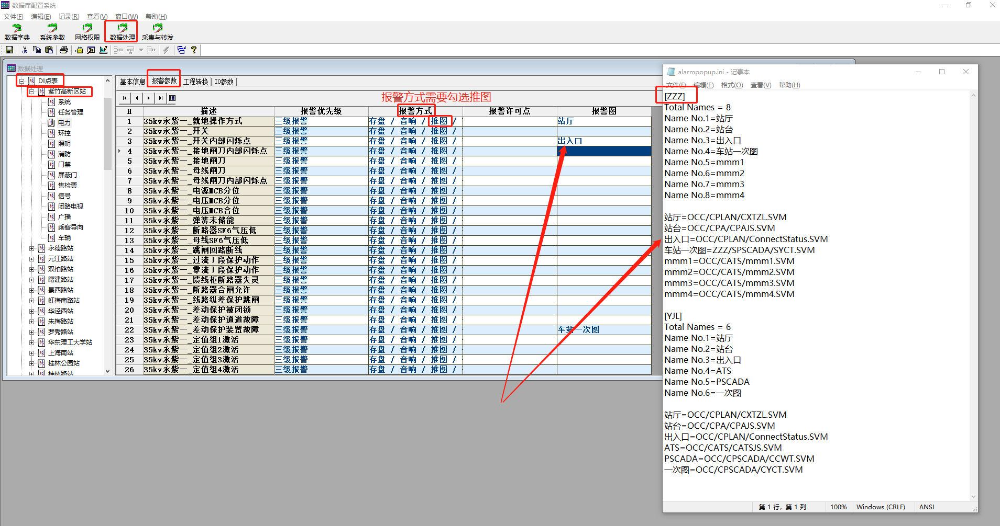 数据库配置系统
文件(F) 编辑(E) 记录(R) 查看(V) 窗口(W) 帮助(H)
数据字典 系统参数 网络权限 数据处理 采集与转发
数据处理
DI点表
紫竹高新区站
系统
任务管理
电力
环控
照明
消防
门禁
屏蔽门
售检票
信号
闭路电视
广播
乘客导向
车辆
永德路站
元江路站
双柏路站
曙建路站
景西路站
虹梅南路站
华泾西站
朱梅路站
罗秀路站
华东理工大学站
上海南站
桂林公园站
桂林路站
基本信息 报警参数 工程转换 IO参数
报警方式需要勾选推图
H 描述 报警优先级 报警方式 报警许可点 报警图
1 35kv永紫一_就地操作方式 三级报警 存盘 / 音响 / 推图 / 站厅
2 35kv永紫一_开关 三级报警 存盘 / 音响 / 推图 /
3 35kv永紫一_开关内部闪烁点 三级报警 存盘 / 音响 / 推图 / 出入口
4 35kv永紫一_接地闸刀内部闪烁点 三级报警 存盘 / 音响 / 推图 /
5 35kv永紫一_接地闸刀 三级报警 存盘 / 音响 / 推图 /
6 35kv永紫一_母线闸刀 三级报警 存盘 / 音响 / 推图 /
7 35kv永紫一_母线闸刀内部闪烁点 三级报警 存盘 / 音响 / 推图 /
8 35kv永紫一_电源MCB分位 三级报警 存盘 / 音响 / 推图 /
9 35kv永紫一_电压MCB分位 三级报警 存盘 / 音响 / 推图 /
10 35kv永紫一_电压MCB合位 三级报警 存盘 / 音响 / 推图 /
11 35kv永紫一_弹簧未储能 三级报警 存盘 / 音响 / 推图 /
12 35kv永紫一_断路器SF6气压低 三级报警 存盘 / 音响 / 推图 /
13 35kv永紫一_母线SF6气压低 三级报警 存盘 / 音响 / 推图 /
14 35kv永紫一_跳闸回路断线 三级报警 存盘 / 音响 / 推图 /
15 35kv永紫一_过流Ⅰ段保护动作 三级报警 存盘 / 音响 / 推图 /
16 35kv永紫一_零流Ⅰ段保护动作 三级报警 存盘 / 音响 / 推图 /
17 35kv永紫一_馈线柜断路器失灵 三级报警 存盘 / 音响 / 推图 /
18 35kv永紫一_断路器合闸允许 三级报警 存盘 / 音响 / 推图 /
19 35kv永紫一_线路纵差保护跳闸 三级报警 存盘 / 音响 / 推图 /
20 35kv永紫一_差动保护被闭锁 三级报警 存盘 / 音响 / 推图 /
21 35kv永紫一_差动保护通道故障 三级报警 存盘 / 音响 / 推图 /
22 35kv永紫一_差动保护装置故障 三级报警 存盘 / 音响 / 推图 / 车站一次图
23 35kv永紫一_定值组1激活 三级报警 存盘 / 音响 / 推图 /
24 35kv永紫一_定值组2激活 三级报警 存盘 / 音响 / 推图 /
25 35kv永紫一_定值组3激活 三级报警 存盘 / 音响 / 推图 /
26 35kv永紫一_定值组4激活 三级报警 存盘 / 音响 / 推图 /
alarmpopup.ini - 记事本
文件(F) 编辑(E) 格式(O) 查看(V) 帮助(H)
[ZZZ]
Total Names = 8
Name No.1=站厅
Name No.2=站台
Name No.3=出入口
Name No.4=车站一次图
Name No.5=mmm1
Name No.6=mmm2
Name No.7=mmm3
Name No.8=mmm4
站厅=OCC/CPLAN/CXTZL.SVM
站台=OCC/CPA/CPAJS.SVM
出入口=OCC/CPLAN/ConnectStatus.SVM
车站一次图=ZZZ/SPSCADA/SYCT.SVM
mmm1=OCC/CATS/mmm1.SVM
mmm2=OCC/CATS/mmm2.SVM
mmm3=OCC/CATS/mmm3.SVM
mmm4=OCC/CATS/mmm4.SVM
[YJL]
Total Names = 6
Name No.1=站厅
Name No.2=站台
Name No.3=出入口
Name No.4=ATS
Name No.5=PSCADA
Name No.6=一次图
站厅=OCC/CPLAN/CXTZL.SVM
站台=OCC/CPA/CPAJS.SVM
出入口=OCC/CPLAN/ConnectStatus.SVM
ATS=OCC/CATS/CATSJS.SVM
PSCADA=OCC/CPSCADA/CCWT.SVM
一次图=OCC/CPSCADA/CYCT.SVM
第 1 行，第 1 列 100% Windows (CRLF) ANSI